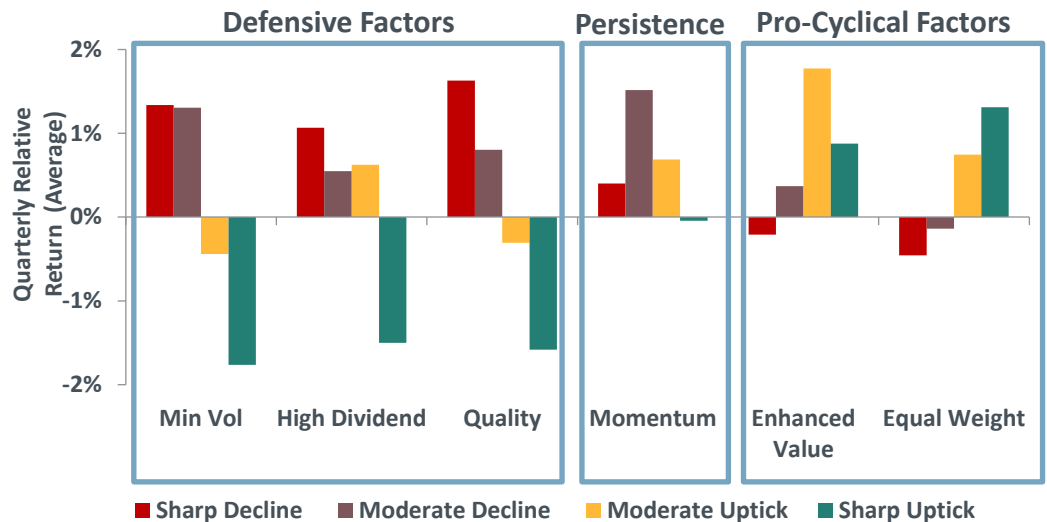 Defensive Factors
Persistence
Pro-Cyclical Factors
Quarterly Relative
Return (Average)
2%
1%
0%
-1%
-2%
Min Vol
High Dividend
Quality
Momentum
Enhanced
Value
Equal Weight
Sharp Decline
Moderate Decline
Moderate Uptick
Sharp Uptick